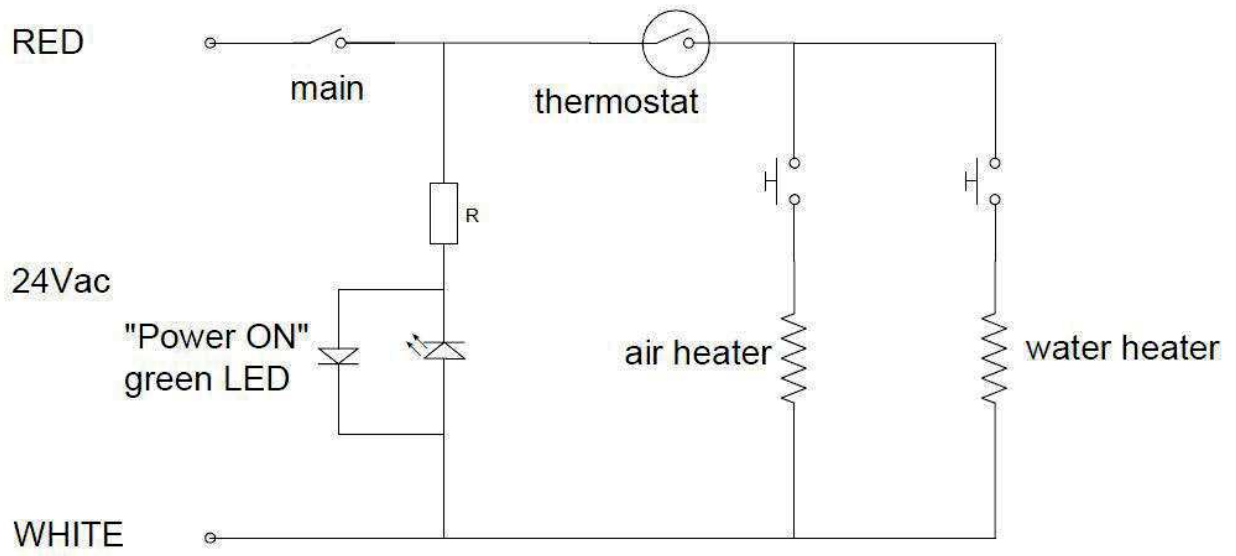 RED
main
thermostat
R
24Vac
"Power ON"
green LED
air heater
water heater
WHITE